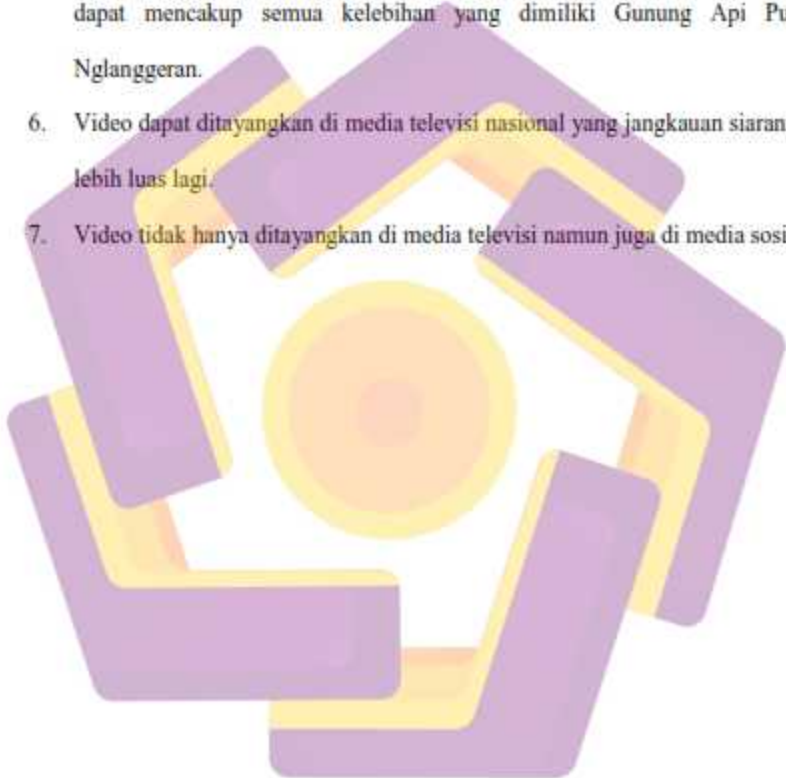 dapat mencakup semua kelebihan yang dimiliki Gunung Api Pu
Nglanggeran.
6. Video dapat ditayangkan di media televisi nasional yang jangkauan siaran
lebih luas lagi.
7. Video tidak hanya ditayangkan di media televisi namun juga di media sosi